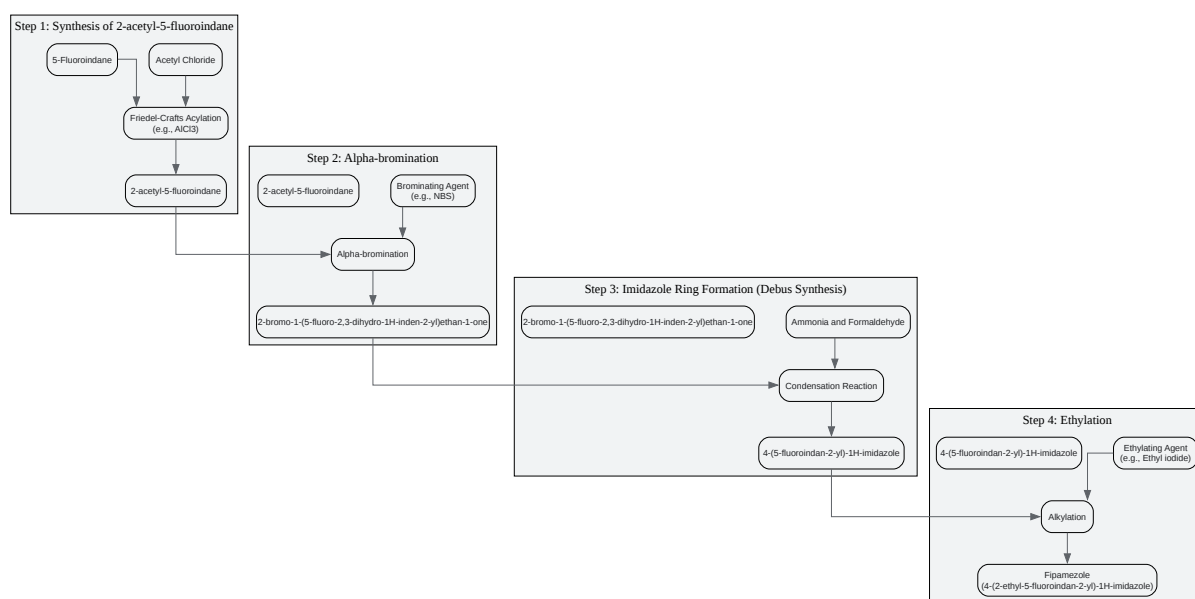 Step 1: Synthesis of 2-acetyl-5-fluoroindane
5-Fluoroindane
Acetyl Chloride
Friedel-Crafts Acylation
(e.g., AlCl3)
2-acetyl-5-fluoroindane
Step 2: Alpha-bromination
2-acetyl-5-fluoroindane
Brominating Agent
(e.g., NBS)
Alpha-bromination
2-bromo-1-(5-fluoro-2,3-dihydro-1H-inden-2-yl)ethan-1-one
Step 3: Imidazole Ring Formation (Debus Synthesis)
2-bromo-1-(5-fluoro-2,3-dihydro-1H-inden-2-yl)ethan-1-one
Ammonia and Formaldehyde
Condensation Reaction
4-(5-fluoroindan-2-yl)-1H-imidazole
Step 4: Ethylation
4-(5-fluoroindan-2-yl)-1H-imidazole
Ethylating Agent
(e.g., Ethyl iodide)
Alkylation
Fipamezole
(4-(2-ethyl-5-fluoroindan-2-yl)-1H-imidazole)